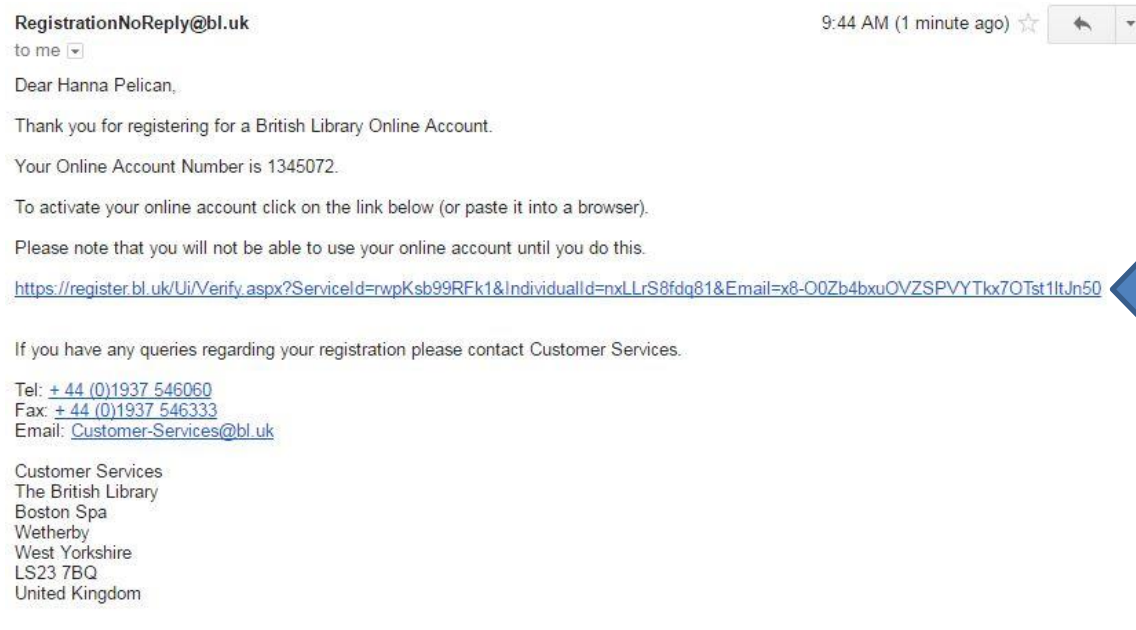 RegistrationNoReply@bl.uk
9:44 AM (1 minute ago)
to me
Dear Hanna Pelican,
Thank you for registering for a British Library Online Account.
Your Online Account Number is 1345072.
To activate your online account click on the link below (or paste it into a browser).
Please note that you will not be able to use your online account until you do this.
https://register.bl.uk/Ui/Verify.aspx?ServiceId=rwpKsb99RFk1&IndividualId=nxLLrS8fdq81&Email=x8-O0Zb4bxuOVZSPVYTkx7OTst1ItJn50
If you have any queries regarding your registration please contact Customer Services.
Tel: + 44 (0)1937 546060
Fax: + 44 (0)1937 546333
Email: Customer-Services@bl.uk
Customer Services
The British Library
Boston Spa
Wetherby
West Yorkshire
LS23 7BQ
United Kingdom